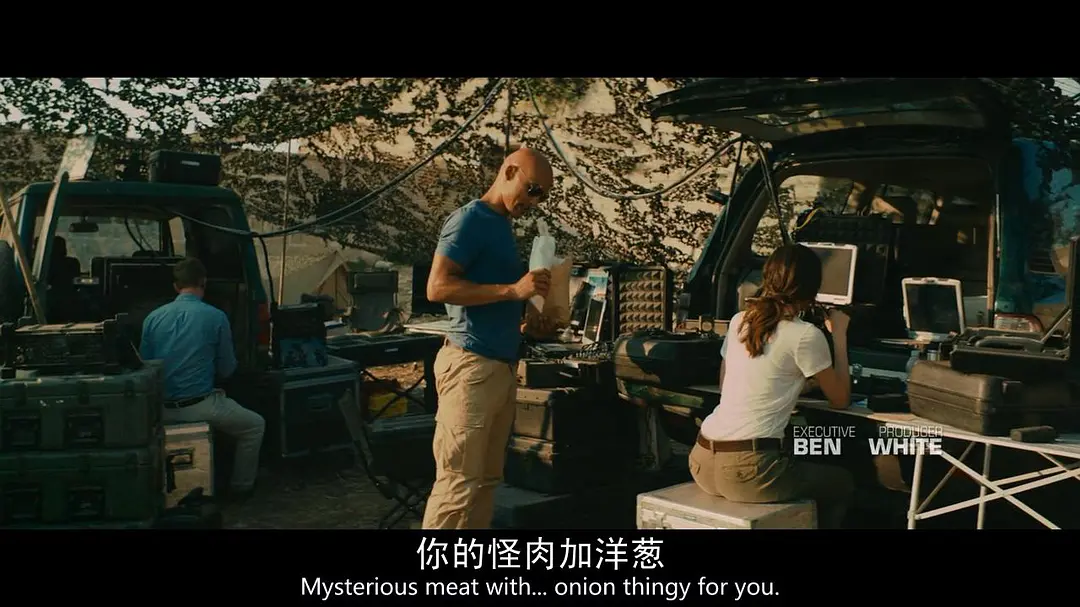 EXECUTIVE PRODUCER
BEN WHITE
你的怪肉加洋葱
Mysterious meat with... onion thingy for you.